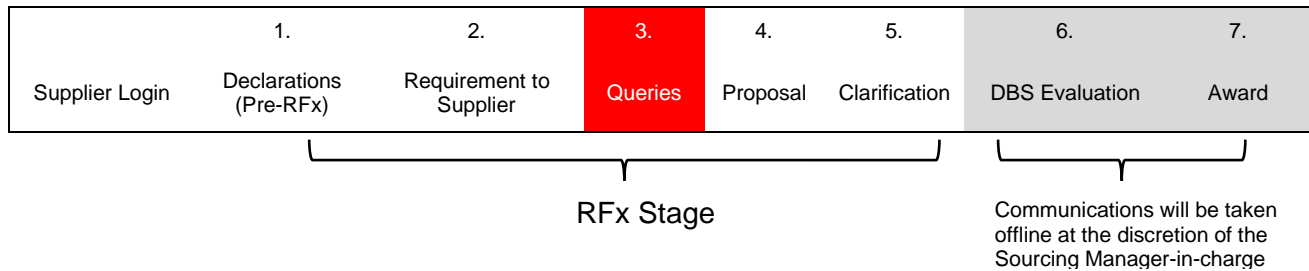 1. 2. 3. 4. 5. 6. 7.
Supplier Login
Declarations
(Pre-RFx)
Requirement to
Supplier
Queries
Proposal
Clarification
DBS Evaluation
Award
RFx Stage
Communications will be taken
offline at the discretion of the
Sourcing Manager-in-charge